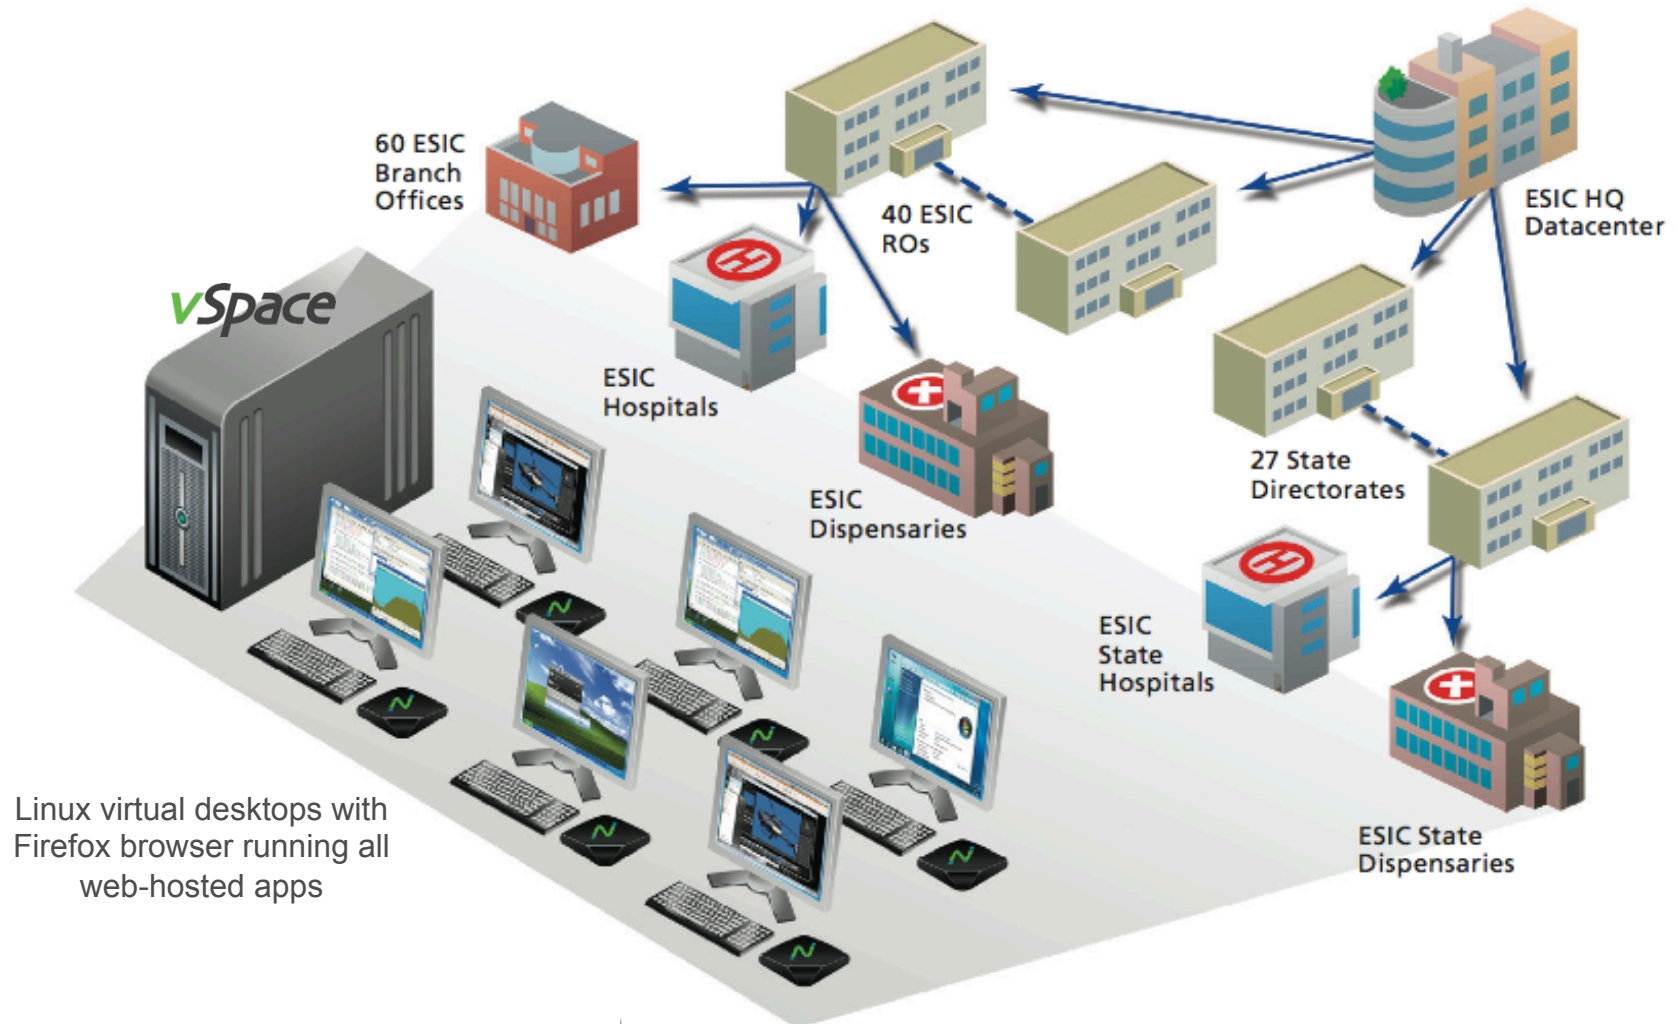 60 ESIC
Branch
Offices
40 ESIC
ROs
ESIC HQ
Datacenter
vSpace
ESIC
Hospitals
27 State
Directorates
ESIC
Dispensaries
ESIC
State
Hospitals
Linux virtual desktops with
Firefox browser running all
web-hosted apps
ESIC State
Dispensaries